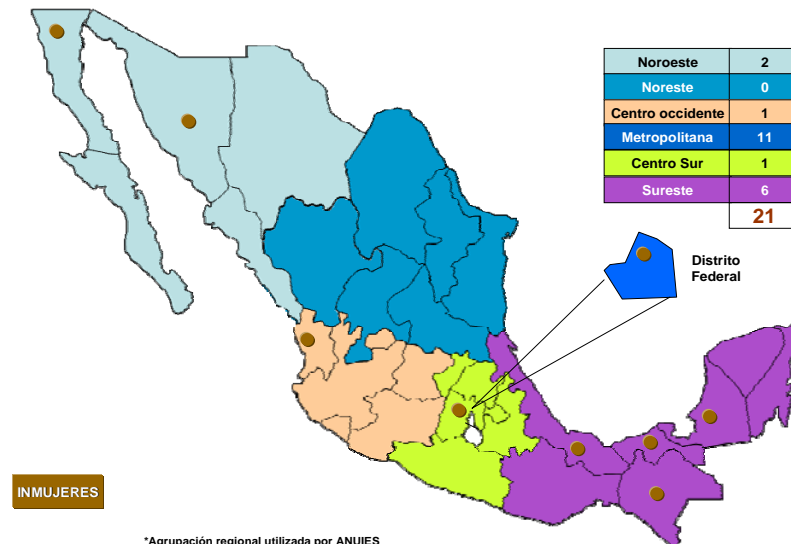 Noroeste 2
Noreste 0
Centro occidente 1
Metropolitana 11
Centro Sur 1
Sureste 6
21
Distrito
Federal
INMUJERES
*Agrupación regional utilizada por ANUIES